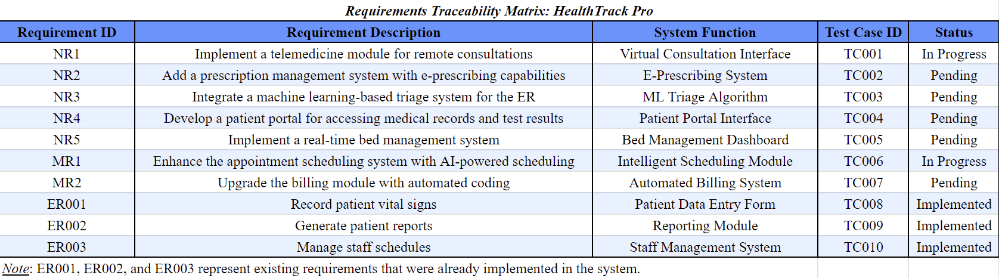 Requirements Traceability Matrix: HealthTrack Pro
Requirement ID Requirement Description System Function Test Case ID Status
NR1 Implement a telemedicine module for remote consultations Virtual Consultation Interface TC001 In Progress
NR2 Add a prescription management system with e-prescribing capabilities E-Prescribing System TC002 Pending
NR3 Integrate a machine learning-based triage system for the ER ML Triage Algorithm TC003 Pending
NR4 Develop a patient portal for accessing medical records and test results Patient Portal Interface TC004 Pending
NR5 Implement a real-time bed management system Bed Management Dashboard TC005 Pending
MR1 Enhance the appointment scheduling system with AI-powered scheduling Intelligent Scheduling Module TC006 In Progress
MR2 Upgrade the billing module with automated coding Automated Billing System TC007 Pending
ER001 Record patient vital signs Patient Data Entry Form TC008 Implemented
ER002 Generate patient reports Reporting Module TC009 Implemented
ER003 Manage staff schedules Staff Management System TC010 Implemented
Note: ER001, ER002, and ER003 represent existing requirements that were already implemented in the system.